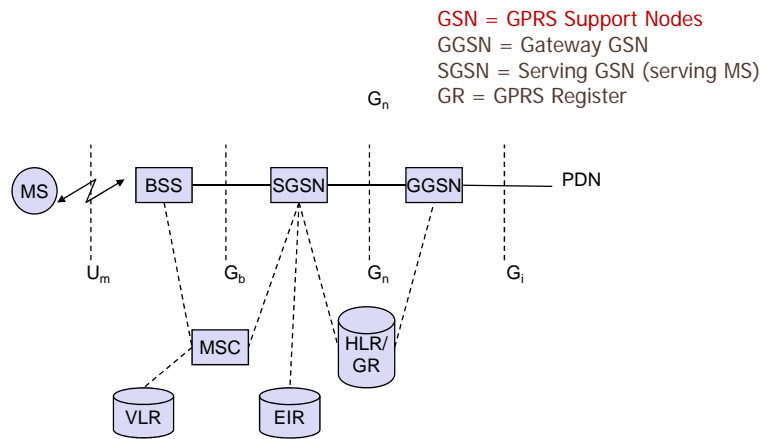 GSN = GPRS Support Nodes
GGSN = Gateway GSN
SGSN = Serving GSN (serving MS)
GR = GPRS Register
Gn
MS
BSS
SGSN
GGSN
PDN
Um
Gb
Gn
Gi
MSC
HLR/
GR
VLR
EIR